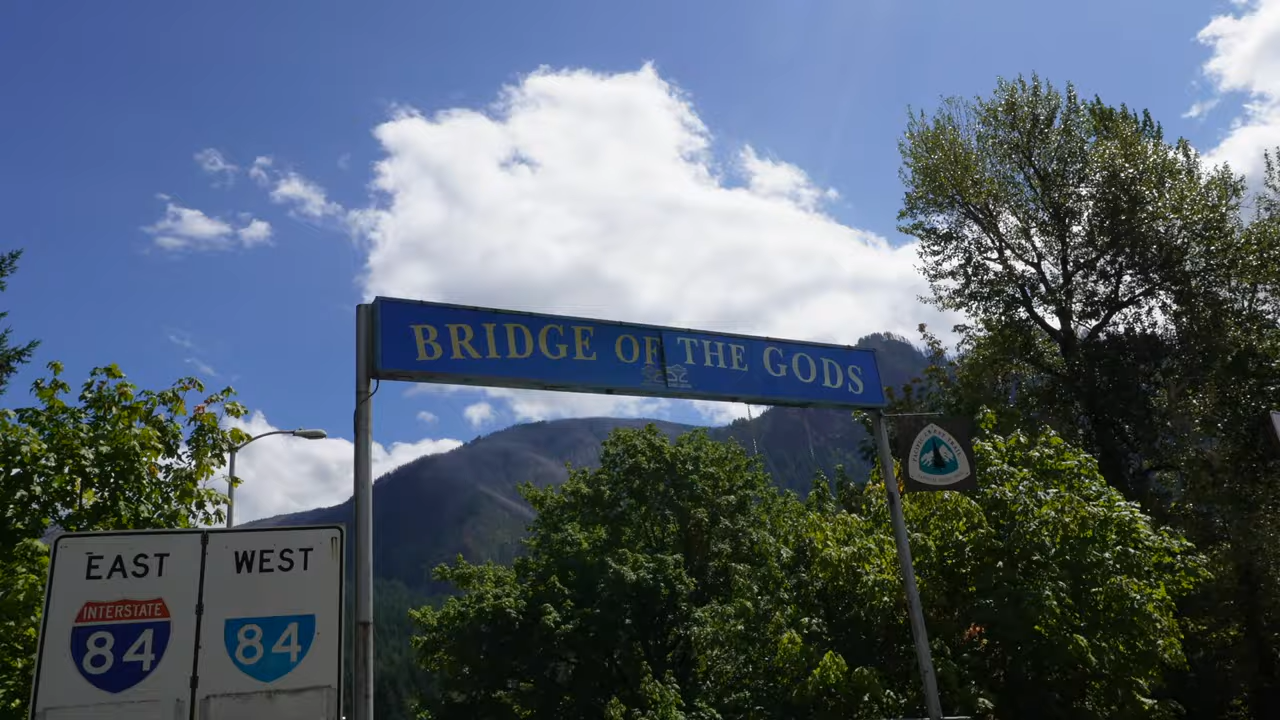 BRIDGE OF THE GODS
EAST
INTERSTATE
84
WEST
84